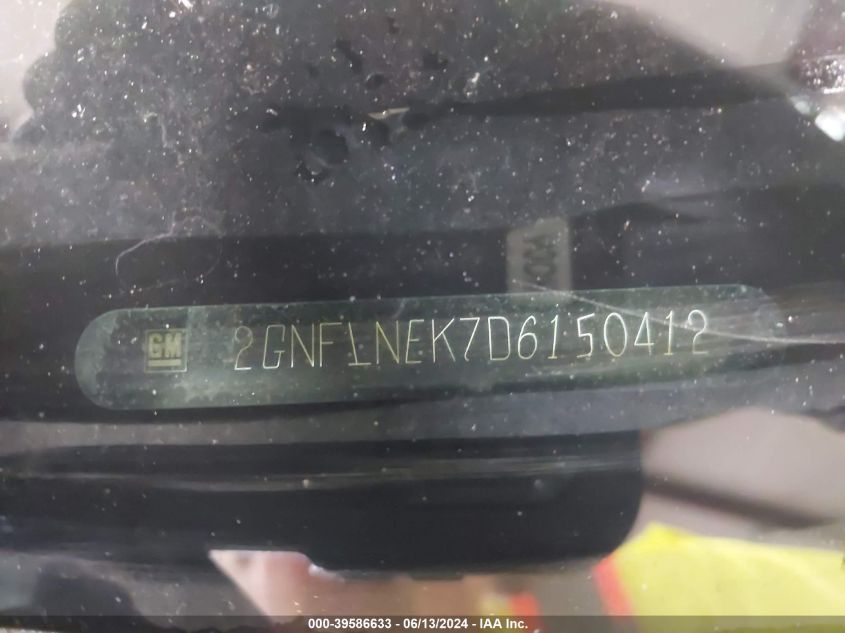 GM 2GNFLNEK7D6150412
000-39586633 - 06/13/2024 - IAA Inc.